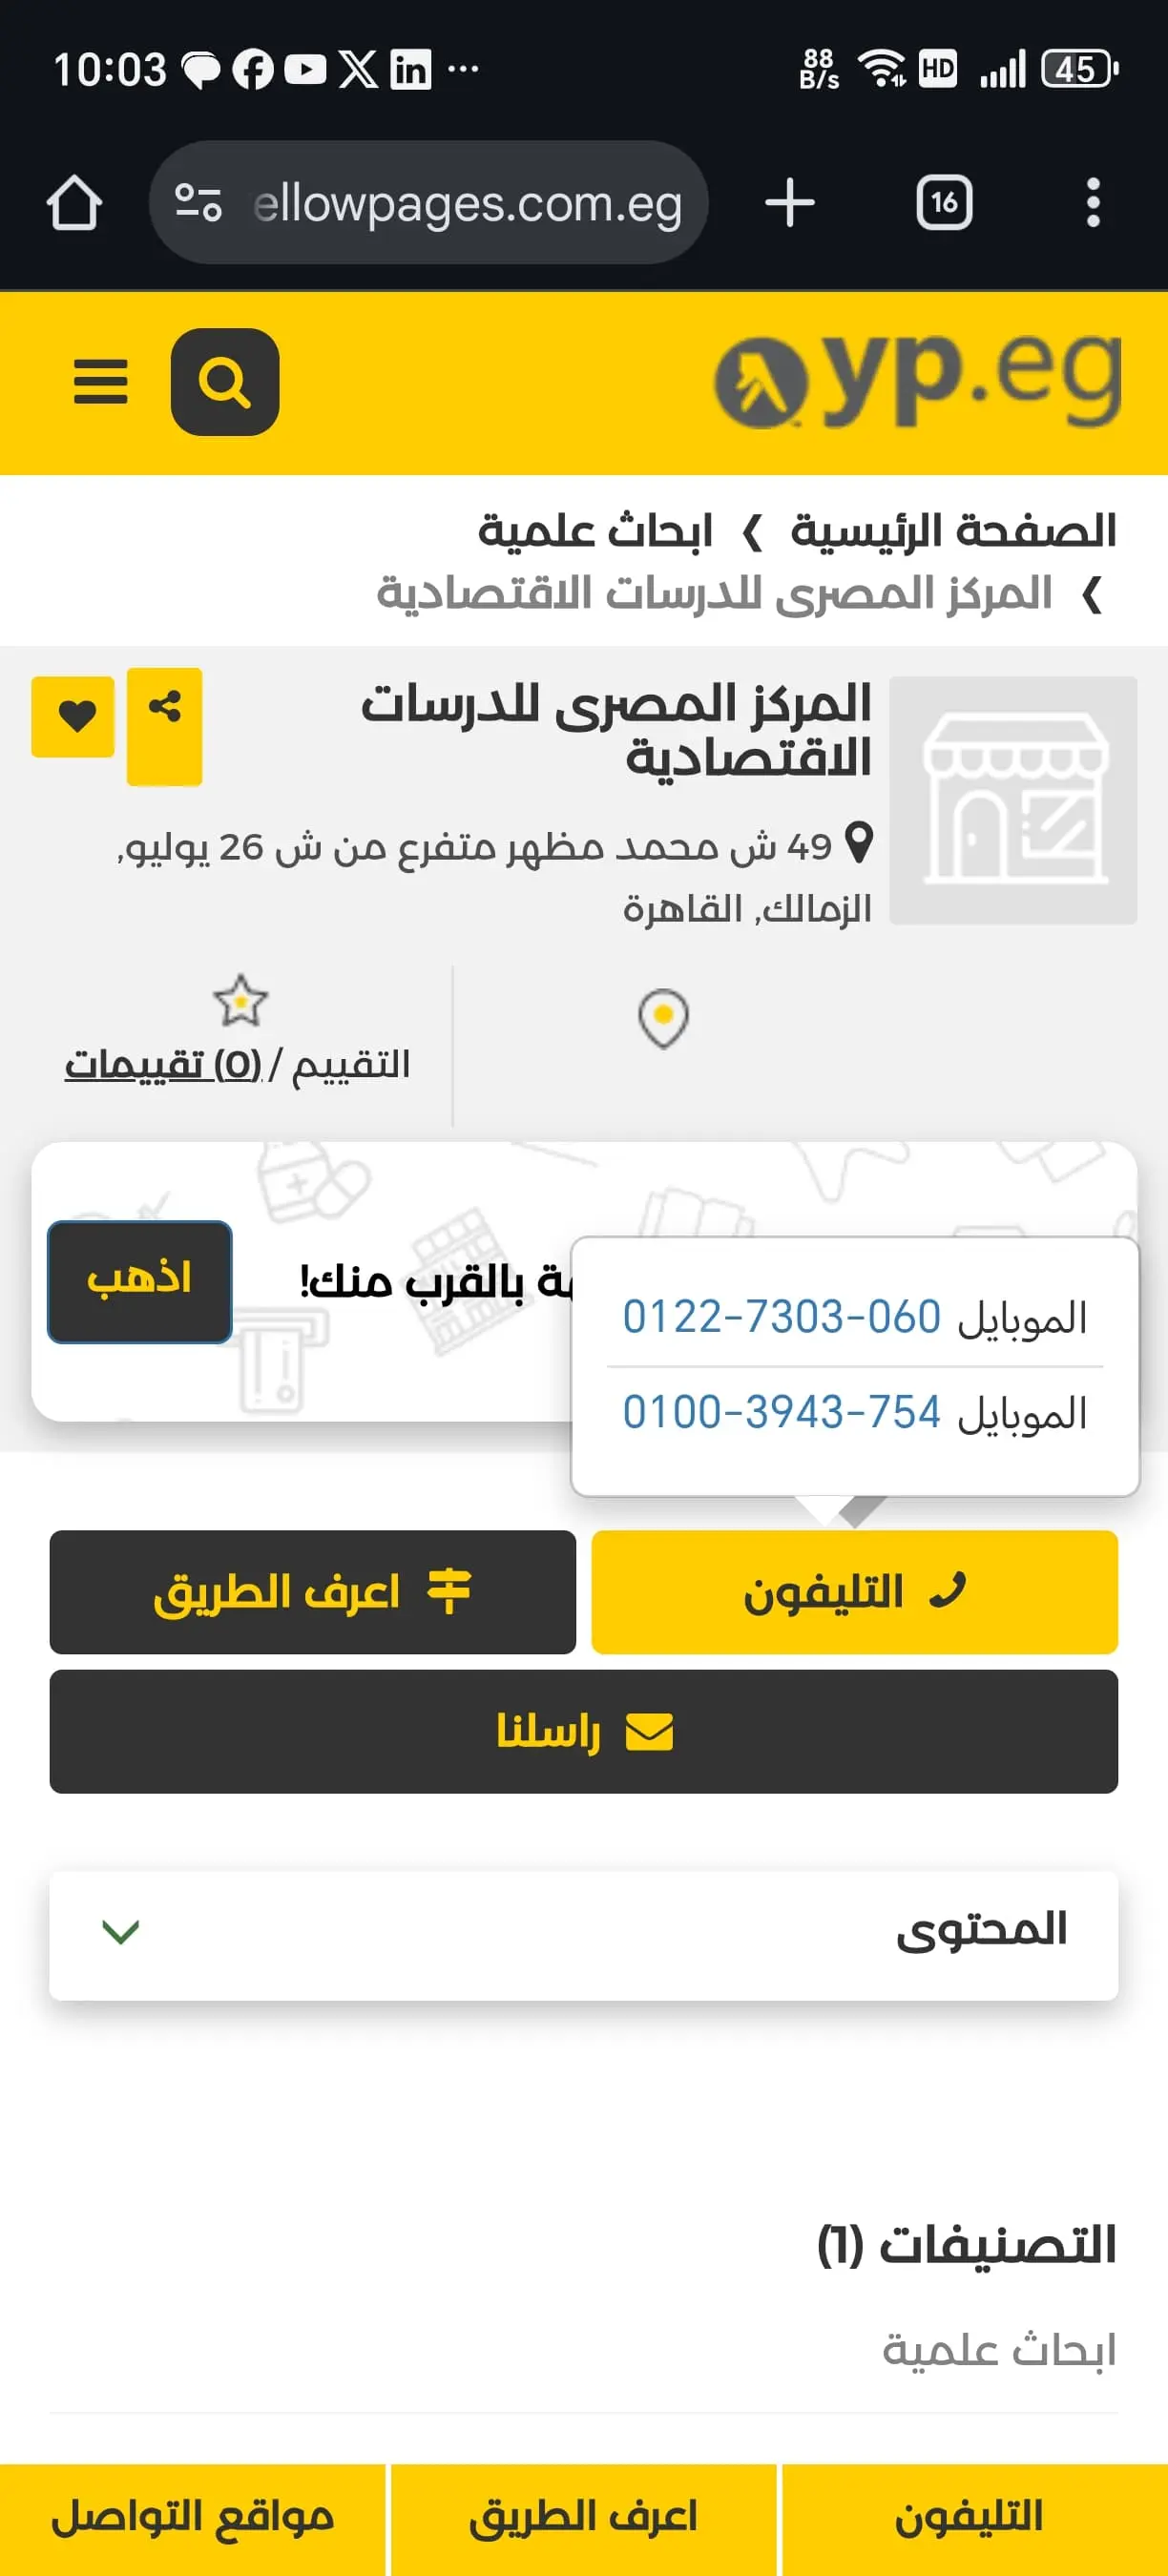 10:03
88 B/s
HD
45
ellowpages.com.eg
16
yp.eg
الصفحة الرئيسية ❯ ابحاث علمية
❯ المركز المصرى للدرسات الاقتصادية
المركز المصرى للدرسات
الاقتصادية
49 ش محمد مظهر متفرع من ش 26 يوليو,
الزمالك, القاهرة
التقييم / (0) تقييمات
بالقرب منك!
اذهب
الموبايل 0122-7303-060
الموبايل 0100-3943-754
التليفون
اعرف الطريق
راسلنا
المحتوى
التصنيفات (1)
ابحاث علمية
التليفون
اعرف الطريق
مواقع التواصل